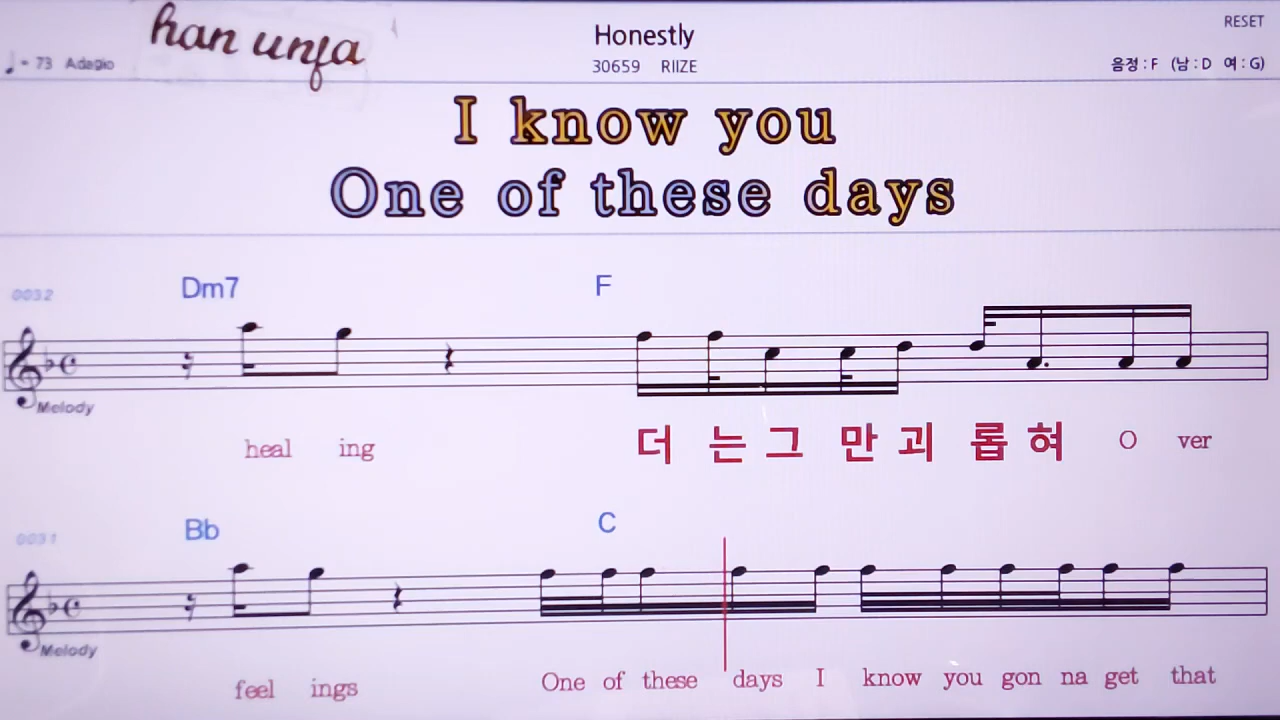 han unfa
Honestly
RESET
♩= 73 Adagio
30659 RIIZE
음정 : F (남 : D 여 : G)
I know you
One of these days
0032
Dm7 F
Melody
heal ing 더 는 그 만 괴 롭 혀 O ver
0031
Bb C
Melody
feel ings One of these days I know you gon na get that